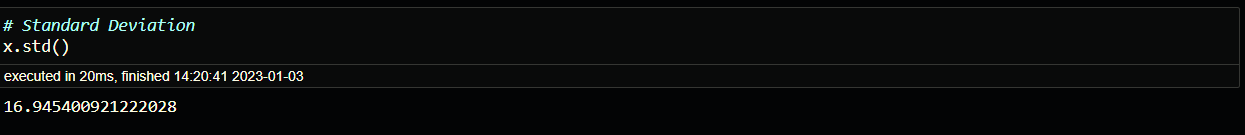 # Standard Deviation
x.std()
executed in 20ms, finished 14:20:41 2023-01-03
16.945400921222028